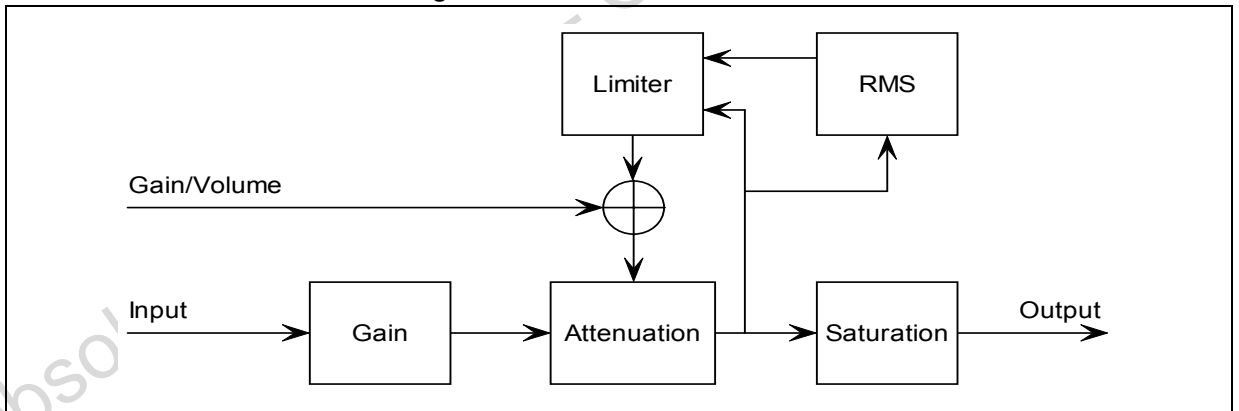 Limiter
RMS
Gain/Volume
Input
Gain
Attenuation
Saturation
Output